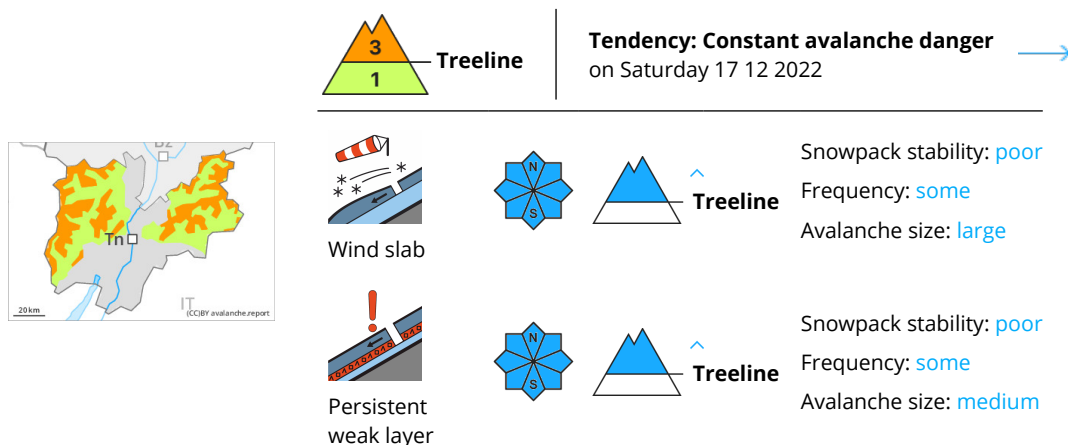 3
1
Treeline
Tendency: Constant avalanche danger
on Saturday 17 12 2022
Bz
Tn
IT
20 km
(CC)BY avalanche.report
N
S
Treeline
Snowpack stability: poor
Frequency: some
Avalanche size: large
Wind slab
N
S
Treeline
Snowpack stability: poor
Frequency: some
Avalanche size: medium
Persistent
weak layer